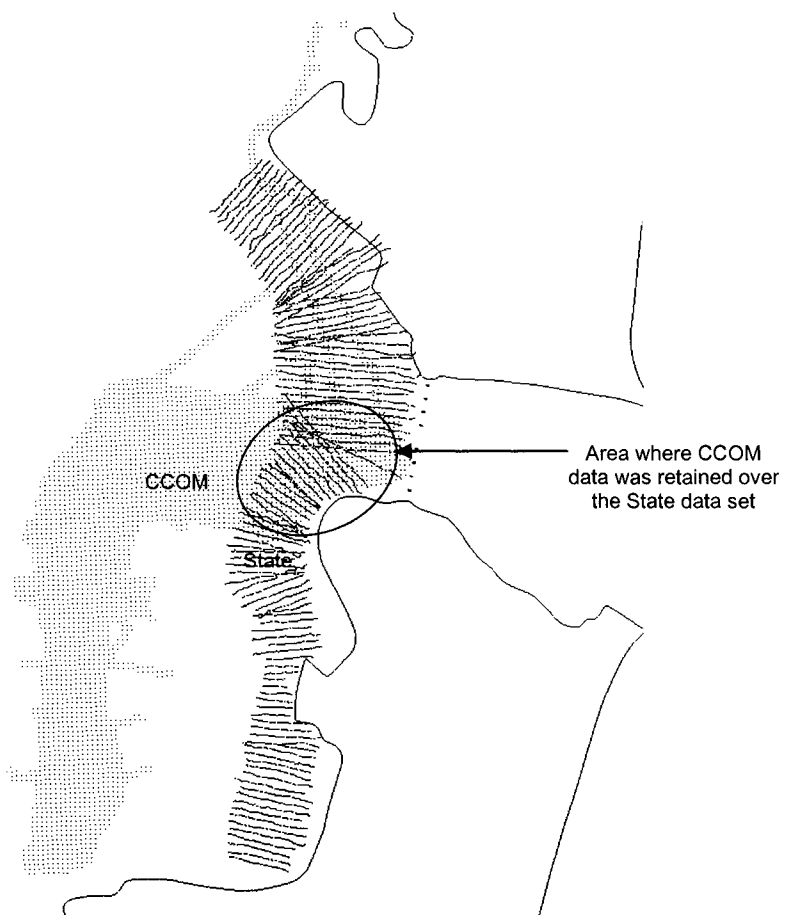 CCOM
Area where CCOM
data was retained over
the State data set
State